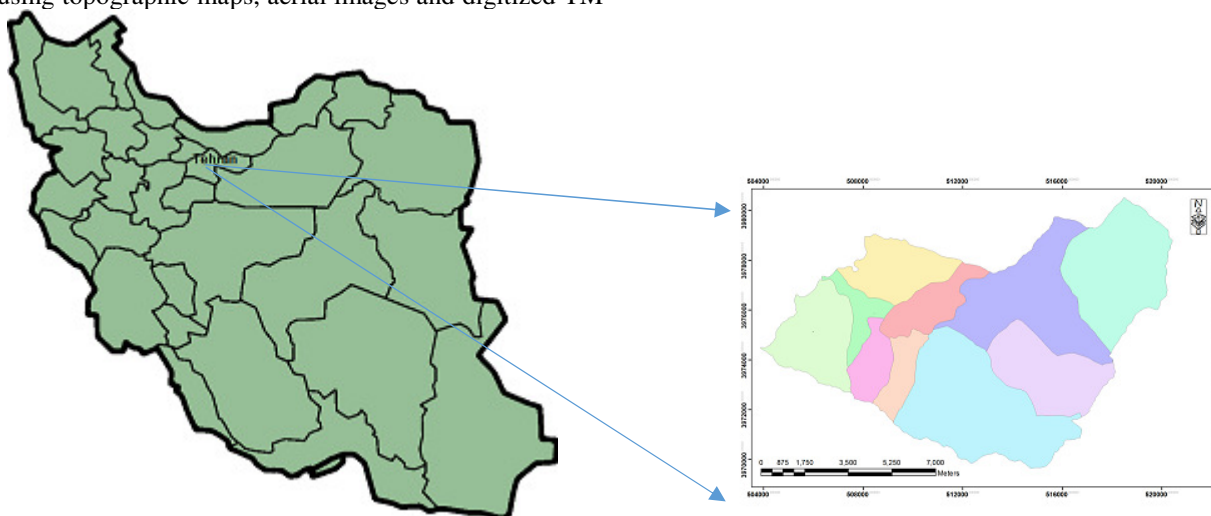 using topographic maps, aerial images and digitized TM
Tehran
504000 508000 512000 516000 520000
3980000
3978000
3976000
3974000
3972000
3970000
N
0 875 1,750 3,500 5,250 7,000
Meters
504000 508000 512000 516000 520000